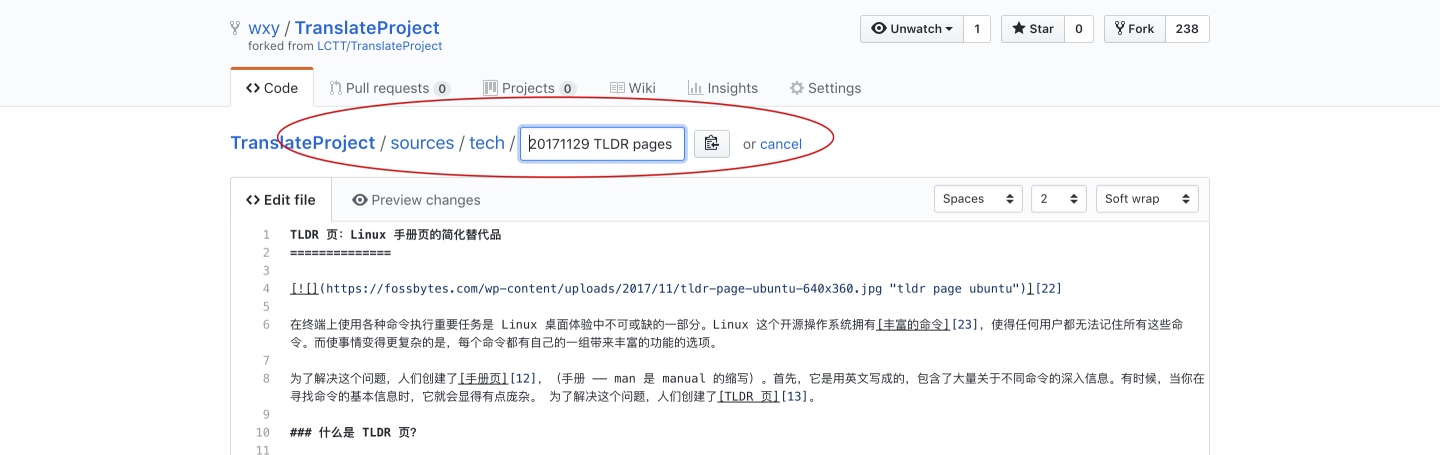 wxy / TranslateProject
forked from LCTT/TranslateProject
Unwatch 1 Star 0 Fork 238
Code Pull requests 0 Projects 0 Wiki Insights Settings
TranslateProject / sources / tech / 20171129 TLDR pages or cancel
Edit file Preview changes Spaces 2 Soft wrap
1 TLDR 页：Linux 手册页的简化替代品
2 ==============
3
4 [![](https://fossbytes.com/wp-content/uploads/2017/11/tldr-page-ubuntu-640x360.jpg "tldr page ubuntu")][22]
5
6 在终端上使用各种命令执行重要任务是 Linux 桌面体验中不可或缺的一部分。Linux 这个开源操作系统拥有[丰富的命令][23]，使得任何用户都无法记住所有这些命
令。而使事情变得更复杂的是，每个命令都有自己的一组带来丰富的功能的选项。
7
8 为了解决这个问题，人们创建了[手册页][12]，（手册 —— man 是 manual 的缩写）。首先，它是用英文写成的，包含了大量关于不同命令的深入信息。有时候，当你在
寻找命令的基本信息时，它就会显得有点庞杂。 为了解决这个问题，人们创建了[TLDR 页][13]。
9
10 ### 什么是 TLDR 页？
11